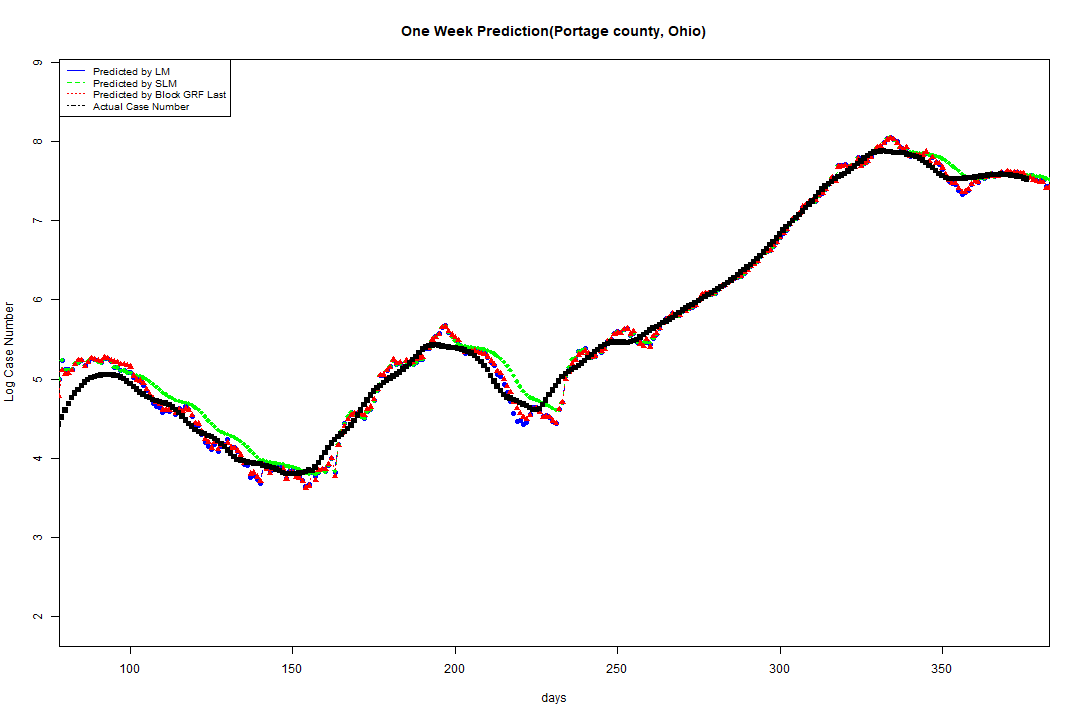 One Week Prediction(Portage county, Ohio)
Predicted by LM
Predicted by SLM
Predicted by Block GRF Last
Actual Case Number
9
8
7
6
5
4
3
2
Log Case Number
100 150 200 250 300 350
days